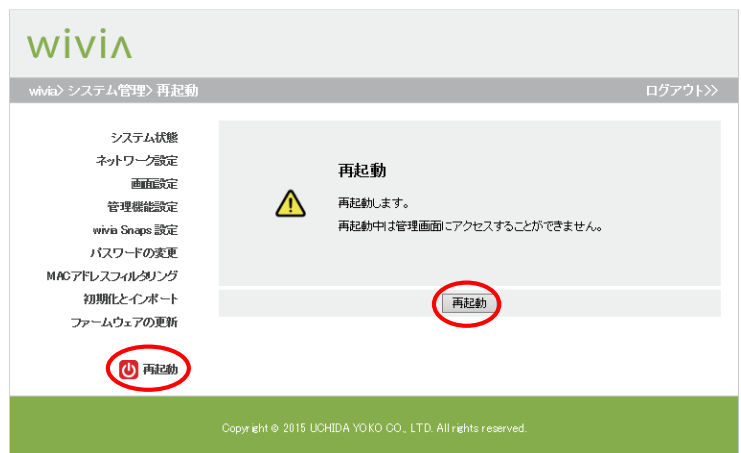 wiviA
wivia> システム管理> 再起動
ログアウト>>
システム状態
ネットワーク設定
画面設定
管理機能設定
wivia Snaps 設定
パスワードの変更
MACアドレスフィルタリング
初期化とインポート
ファームウェアの更新
再起動
再起動
再起動します。
再起動中は管理画面にアクセスすることができません。
再起動
Copyright © 2015 UCHIDA YOKO CO., LTD. All rights reserved.